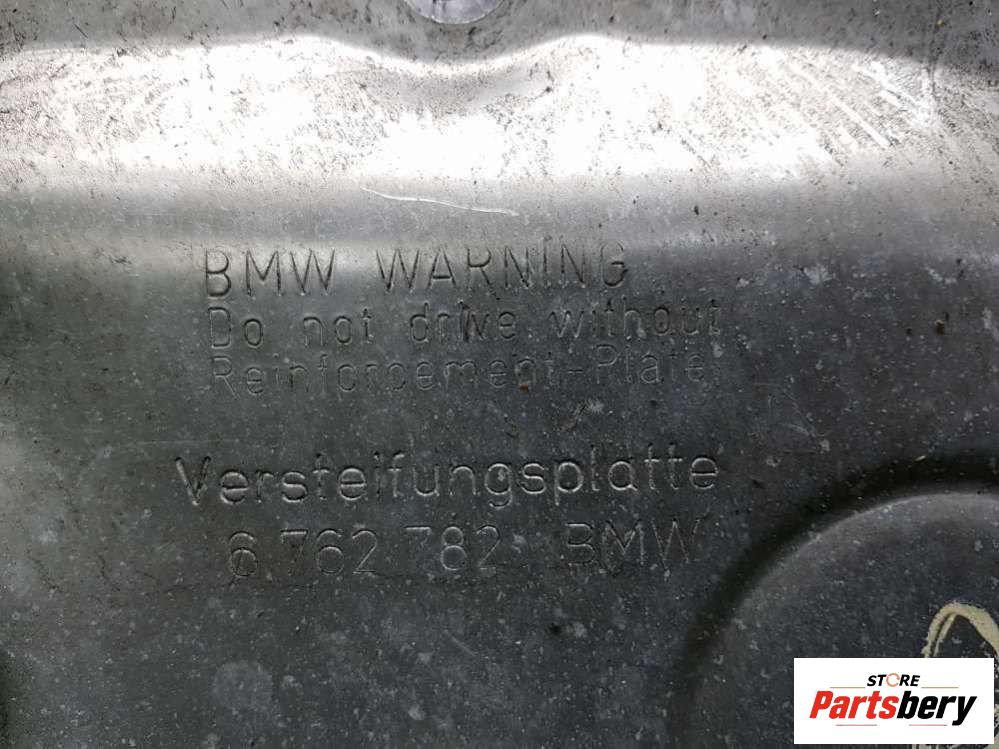 BMW WARNING
Do not drive without
Reinforcement-Plate
Versteifungsplatte
6 762 782 BMW
STORE
Partsbery